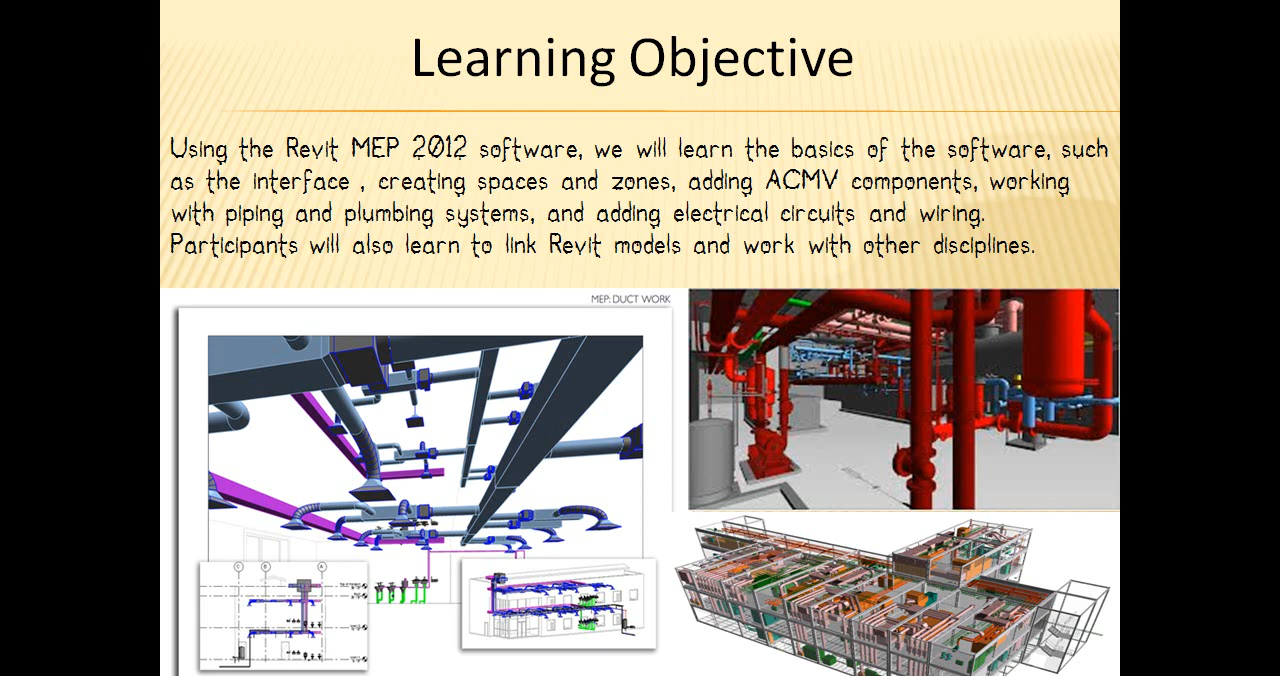 Learning Objective
Using the Revit MEP 2012 software, we will learn the basics of the software, such
as the interface , creating spaces and zones, adding ACMV components, working
with piping and plumbing systems, and adding electrical circuits and wiring.
Participants will also learn to link Revit models and work with other disciplines.
MEP: DUCT WORK
C
B
A